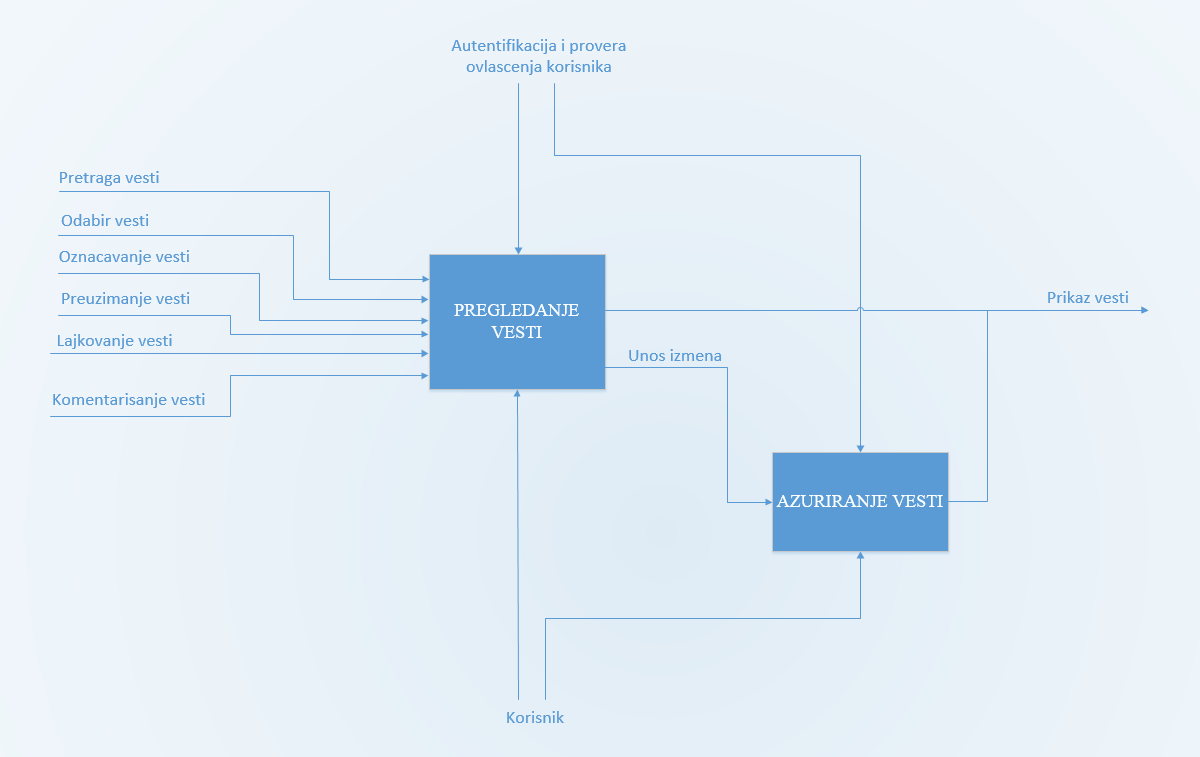 Autentifikacija i provera
ovlascenja korisnika
Pretraga vesti
Odabir vesti
Oznacavanje vesti
Preuzimanje vesti
Lajkovanje vesti
Komentarisanje vesti
PREGLEDANJE
VESTI
Prikaz vesti
Unos izmena
AZURIRANJE VESTI
Korisnik